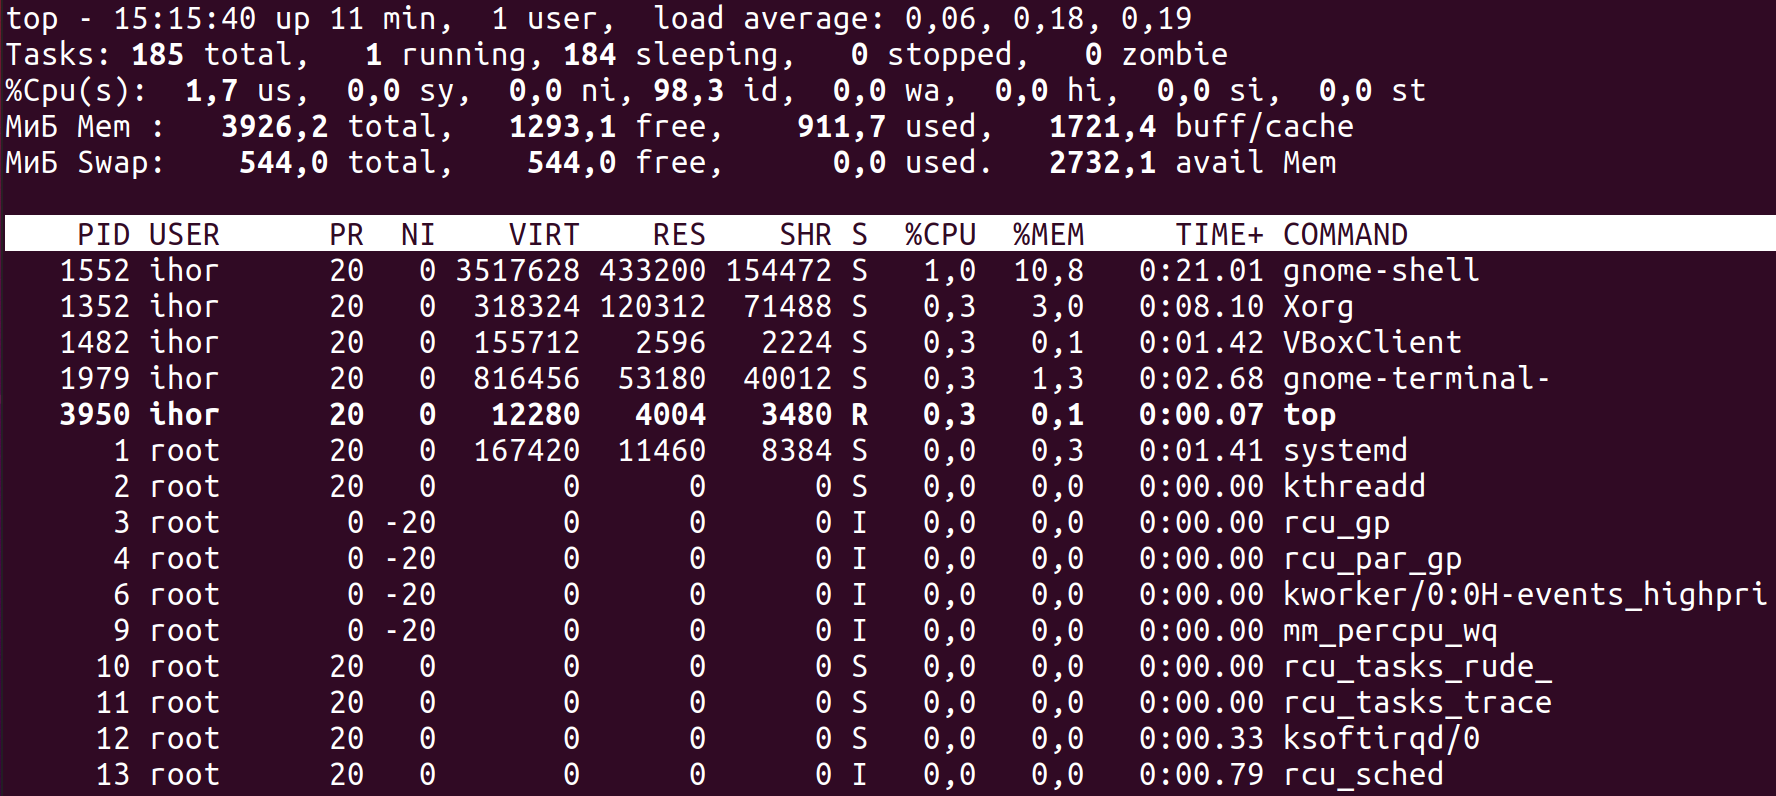 top - 15:15:40 up 11 min,  1 user,  load average: 0,06, 0,18, 0,19
Tasks: 185 total,   1 running, 184 sleeping,   0 stopped,   0 zombie
%Cpu(s):  1,7 us,  0,0 sy,  0,0 ni, 98,3 id,  0,0 wa,  0,0 hi,  0,0 si,  0,0 st
МиБ Mem :   3926,2 total,   1293,1 free,    911,7 used,   1721,4 buff/cache
МиБ Swap:    544,0 total,    544,0 free,      0,0 used.   2732,1 avail Mem
PID USER      PR  NI    VIRT    RES    SHR S  %CPU  %MEM     TIME+ COMMAND
1552 ihor      20   0 3517628 433200 154472 S   1,0  10,8   0:21.01 gnome-shell
1352 ihor      20   0  318324 120312  71488 S   0,3   3,0   0:08.10 Xorg
1482 ihor      20   0  155712   2596   2224 S   0,3   0,1   0:01.42 VBoxClient
1979 ihor      20   0  816456  53180  40012 S   0,3   1,3   0:02.68 gnome-terminal-
3950 ihor      20   0   12280   4004   3480 R   0,3   0,1   0:00.07 top
1 root      20   0  167420  11460   8384 S   0,0   0,3   0:01.41 systemd
2 root      20   0       0      0      0 S   0,0   0,0   0:00.00 kthreadd
3 root       0 -20       0      0      0 I   0,0   0,0   0:00.00 rcu_gp
4 root       0 -20       0      0      0 I   0,0   0,0   0:00.00 rcu_par_gp
6 root       0 -20       0      0      0 I   0,0   0,0   0:00.00 kworker/0:0H-events_highpri
9 root       0 -20       0      0      0 I   0,0   0,0   0:00.00 mm_percpu_wq
10 root      20   0       0      0      0 S   0,0   0,0   0:00.00 rcu_tasks_rude_
11 root      20   0       0      0      0 S   0,0   0,0   0:00.00 rcu_tasks_trace
12 root      20   0       0      0      0 S   0,0   0,0   0:00.33 ksoftirqd/0
13 root      20   0       0      0      0 I   0,0   0,0   0:00.79 rcu_sched